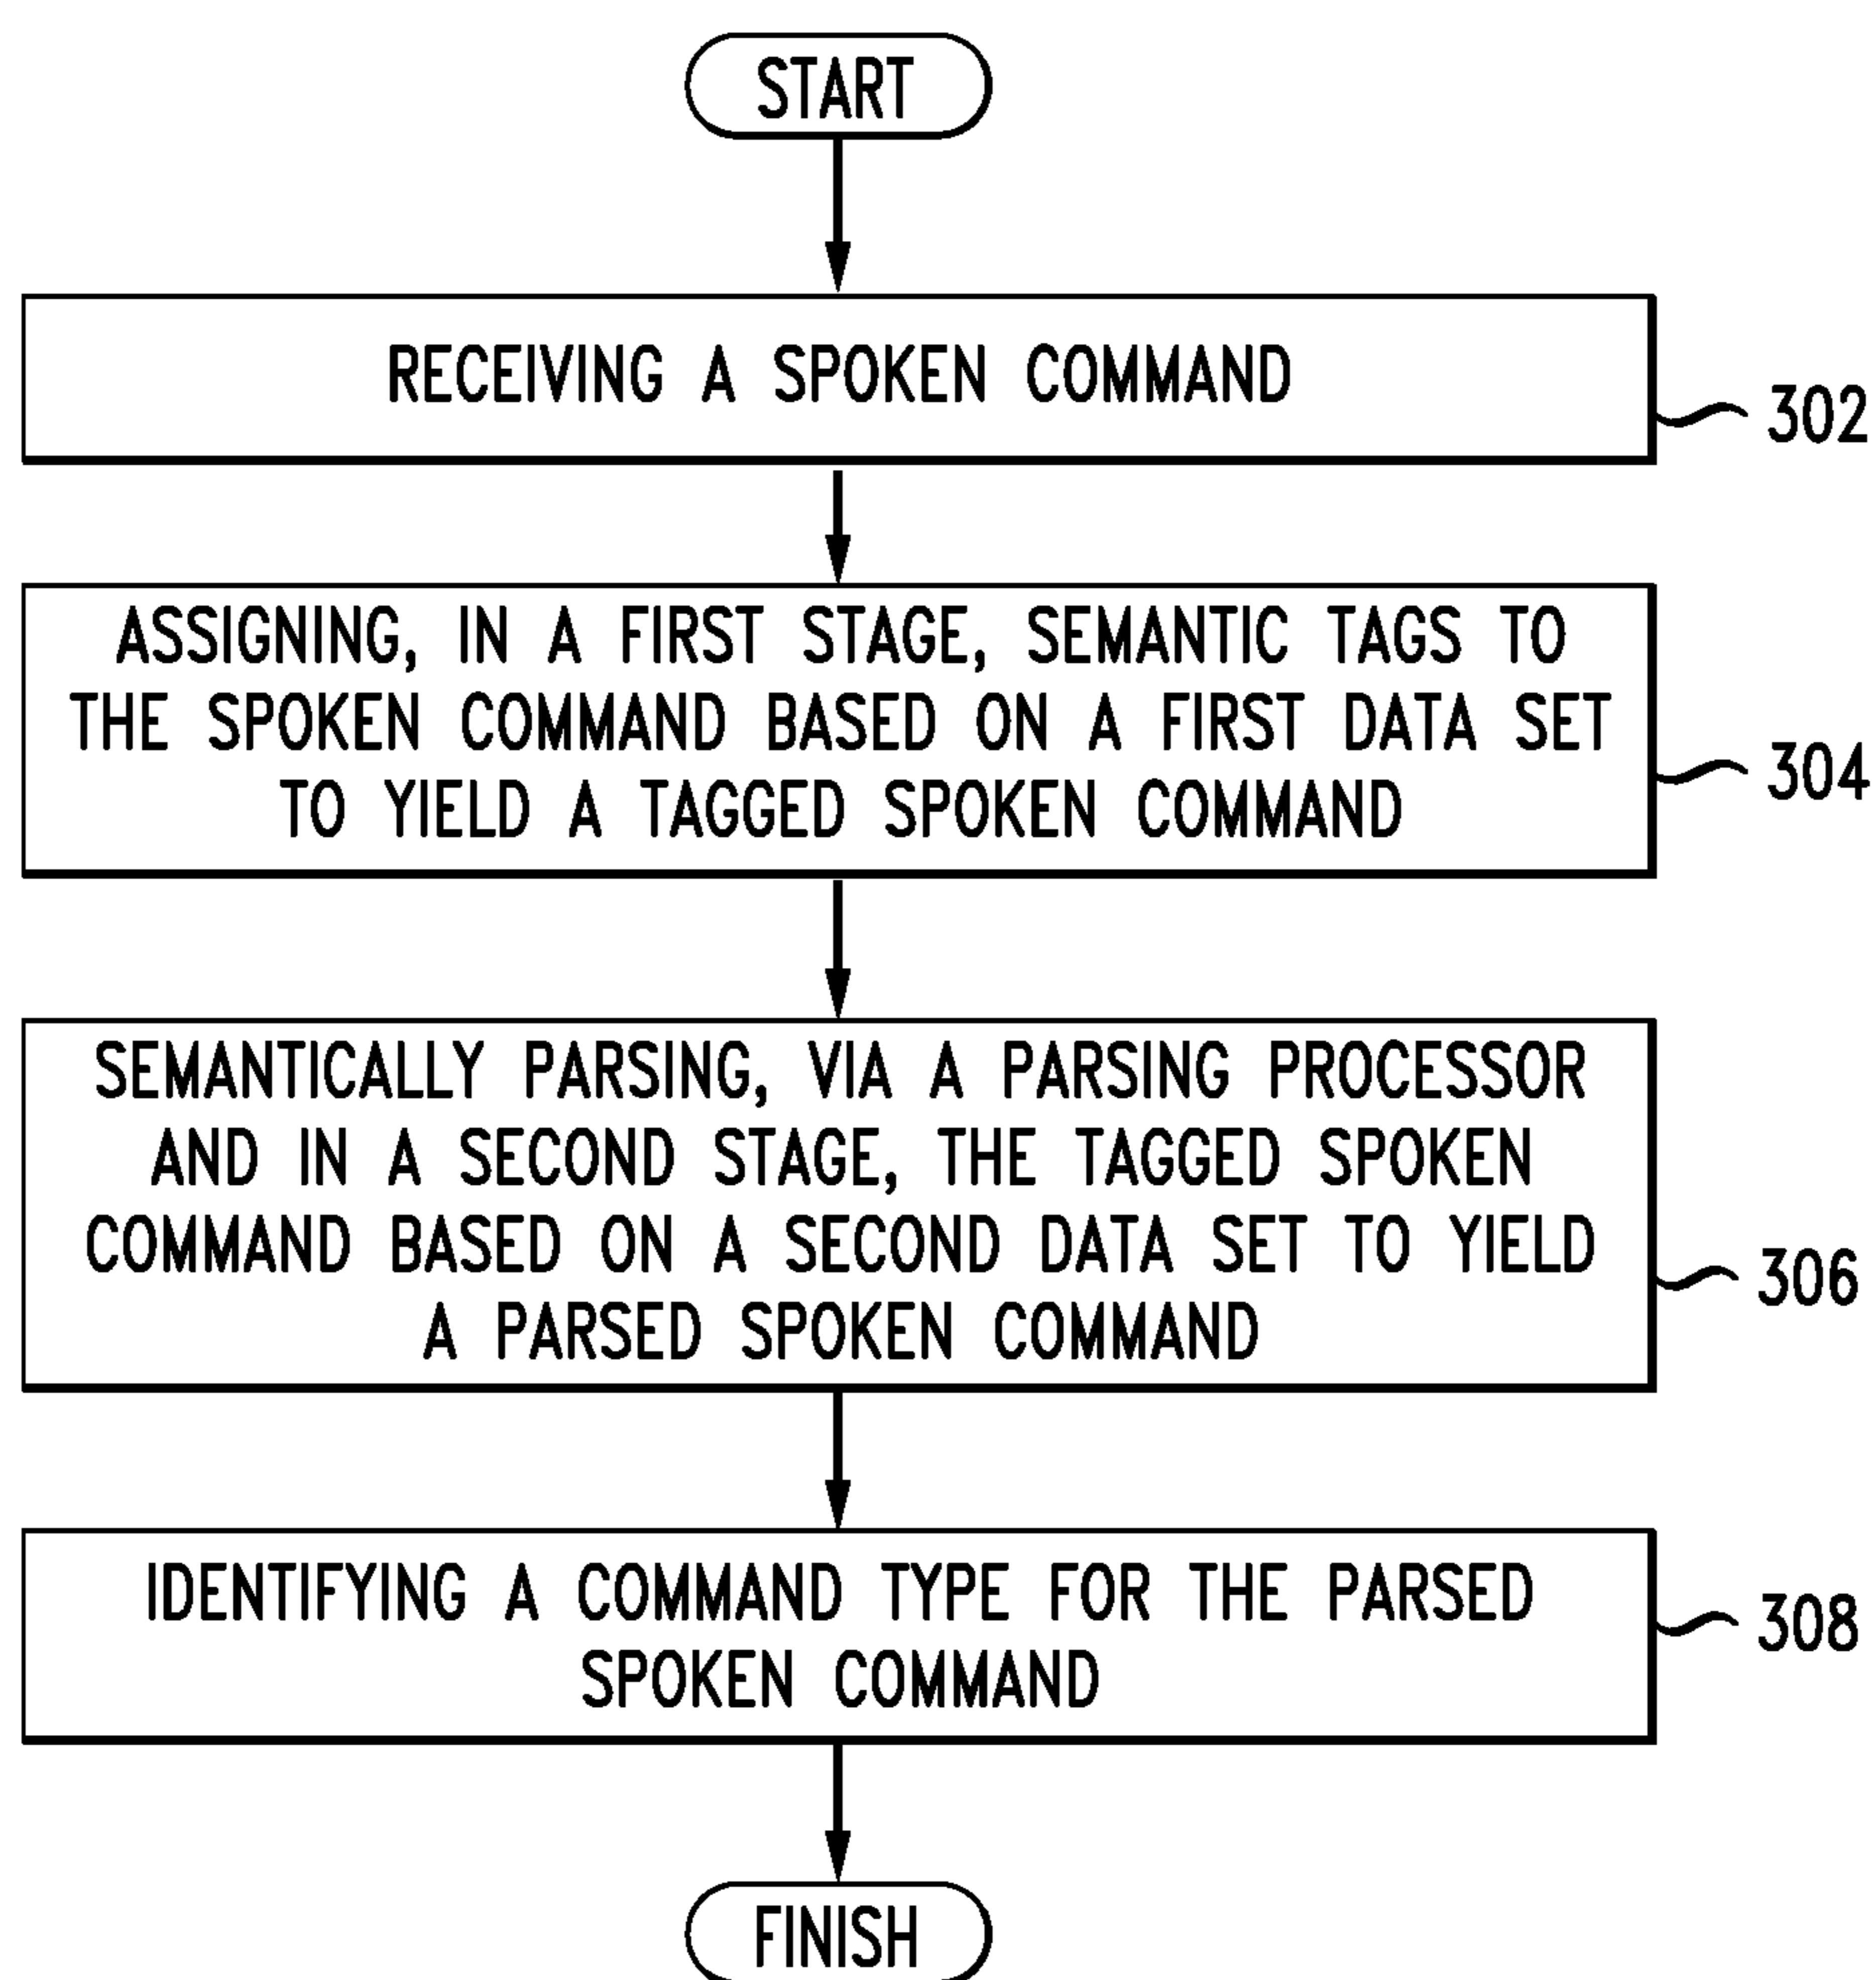 START
RECEIVING A SPOKEN COMMAND
302
ASSIGNING, IN A FIRST STAGE, SEMANTIC TAGS TO
THE SPOKEN COMMAND BASED ON A FIRST DATA SET
TO YIELD A TAGGED SPOKEN COMMAND
304
SEMANTICALLY PARSING, VIA A PARSING PROCESSOR
AND IN A SECOND STAGE, THE TAGGED SPOKEN
COMMAND BASED ON A SECOND DATA SET TO YIELD
A PARSED SPOKEN COMMAND
306
IDENTIFYING A COMMAND TYPE FOR THE PARSED
SPOKEN COMMAND
308
FINISH